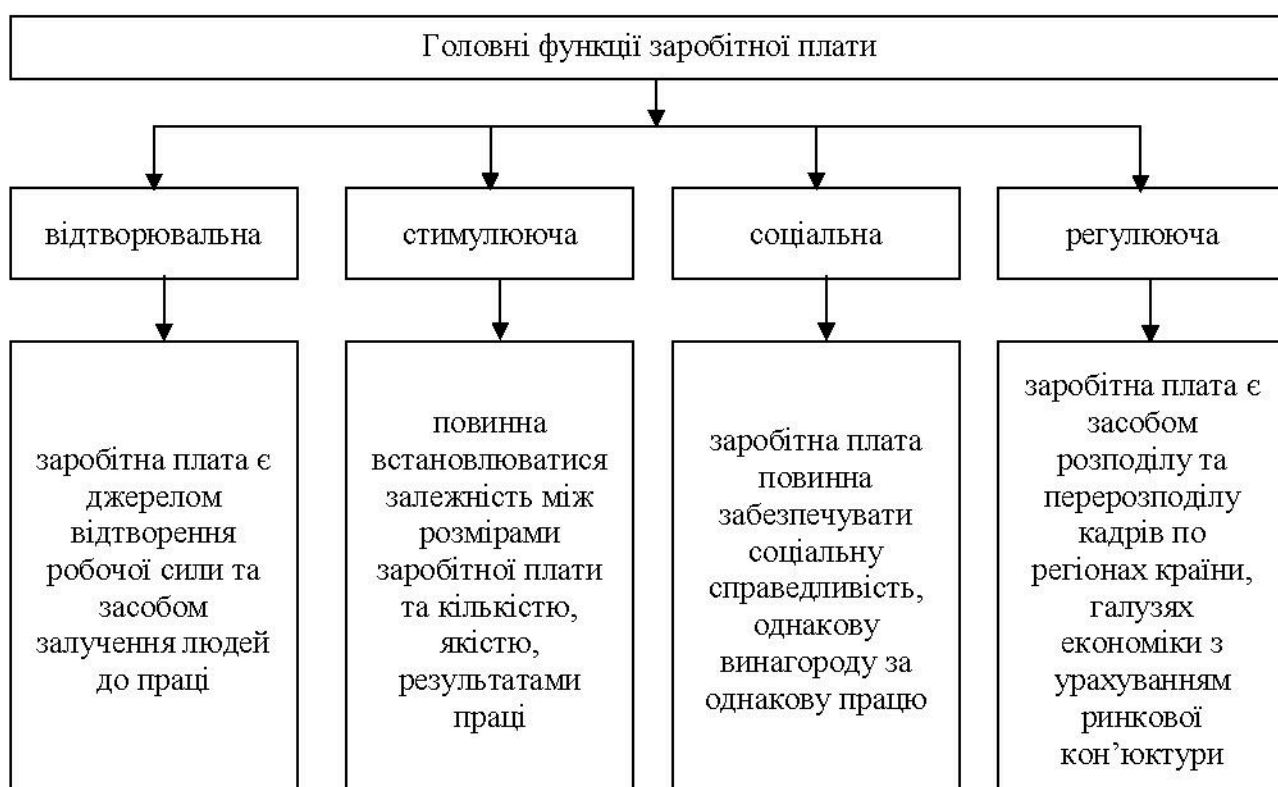 Головні функції заробітної плати
відтворювальна
стимулююча
соціальна
регулююча
заробітна плата є
джерелом
відтворення
робочої сили та
засобом
залучення людей
до праці
повинна
встановлюватися
залежність між
розмірами
заробітної плати
та кількістю,
якістю,
результатами
праці
заробітна плата
повинна
забезпечувати
соціальну
справедливість,
однакову
винагороду за
однакову працю
заробітна плата є
засобом
розподілу та
перерозподілу
кадрів по
регіонах країни,
галузях
економіки з
урахуванням
ринкової
кон’юктури